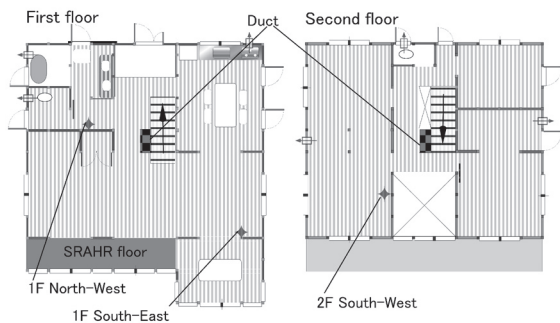 First floor
Duct
Second floor
SRAHR floor
1F North-West
1F South-East
2F South-West